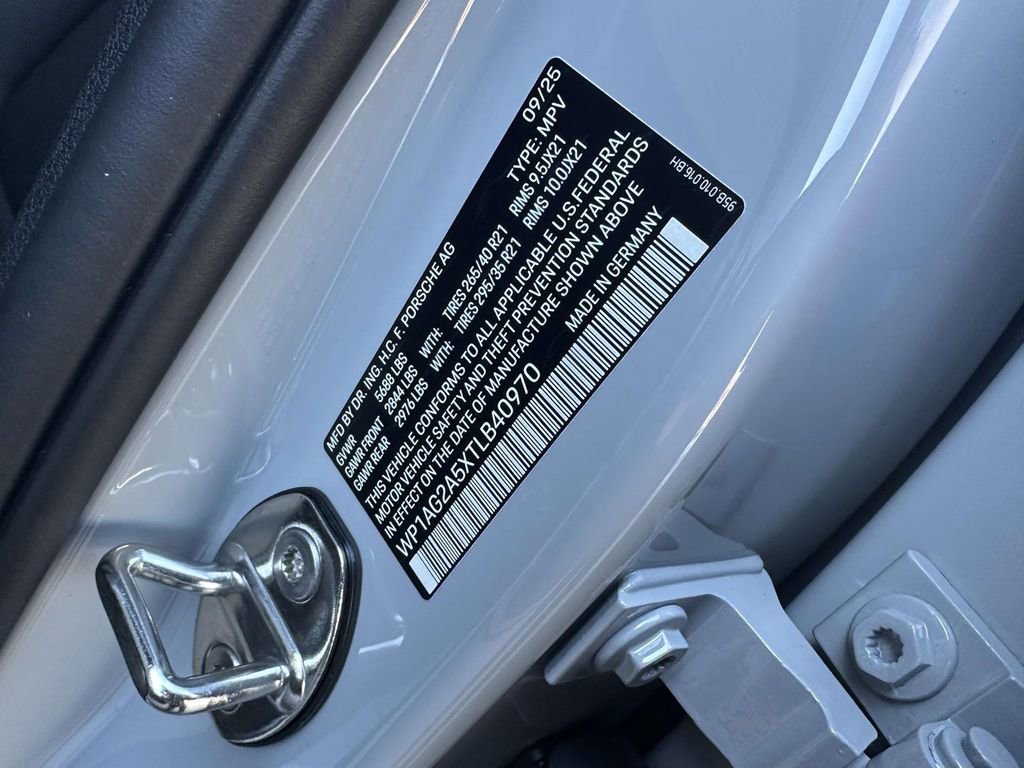 MFD BY DR. ING. H.C. F. PORSCHE AG 09/25
GVWR 5688 LBS TYPE: MPV
GAWR FRONT 2844 LBS WITH: TIRES 265/40 R21 RIMS 9.5JX21
GAWR REAR 2976 LBS WITH: TIRES 295/35 R21 RIMS 10.0JX21
THIS VEHICLE CONFORMS TO ALL APPLICABLE U.S.FEDERAL
MOTOR VEHICLE SAFETY AND THEFT PREVENTION STANDARDS
IN EFFECT ON THE DATE OF MANUFACTURE SHOWN ABOVE
WP1AG2A5XTLB40970 MADE IN GERMANY
95B.010.016.BH